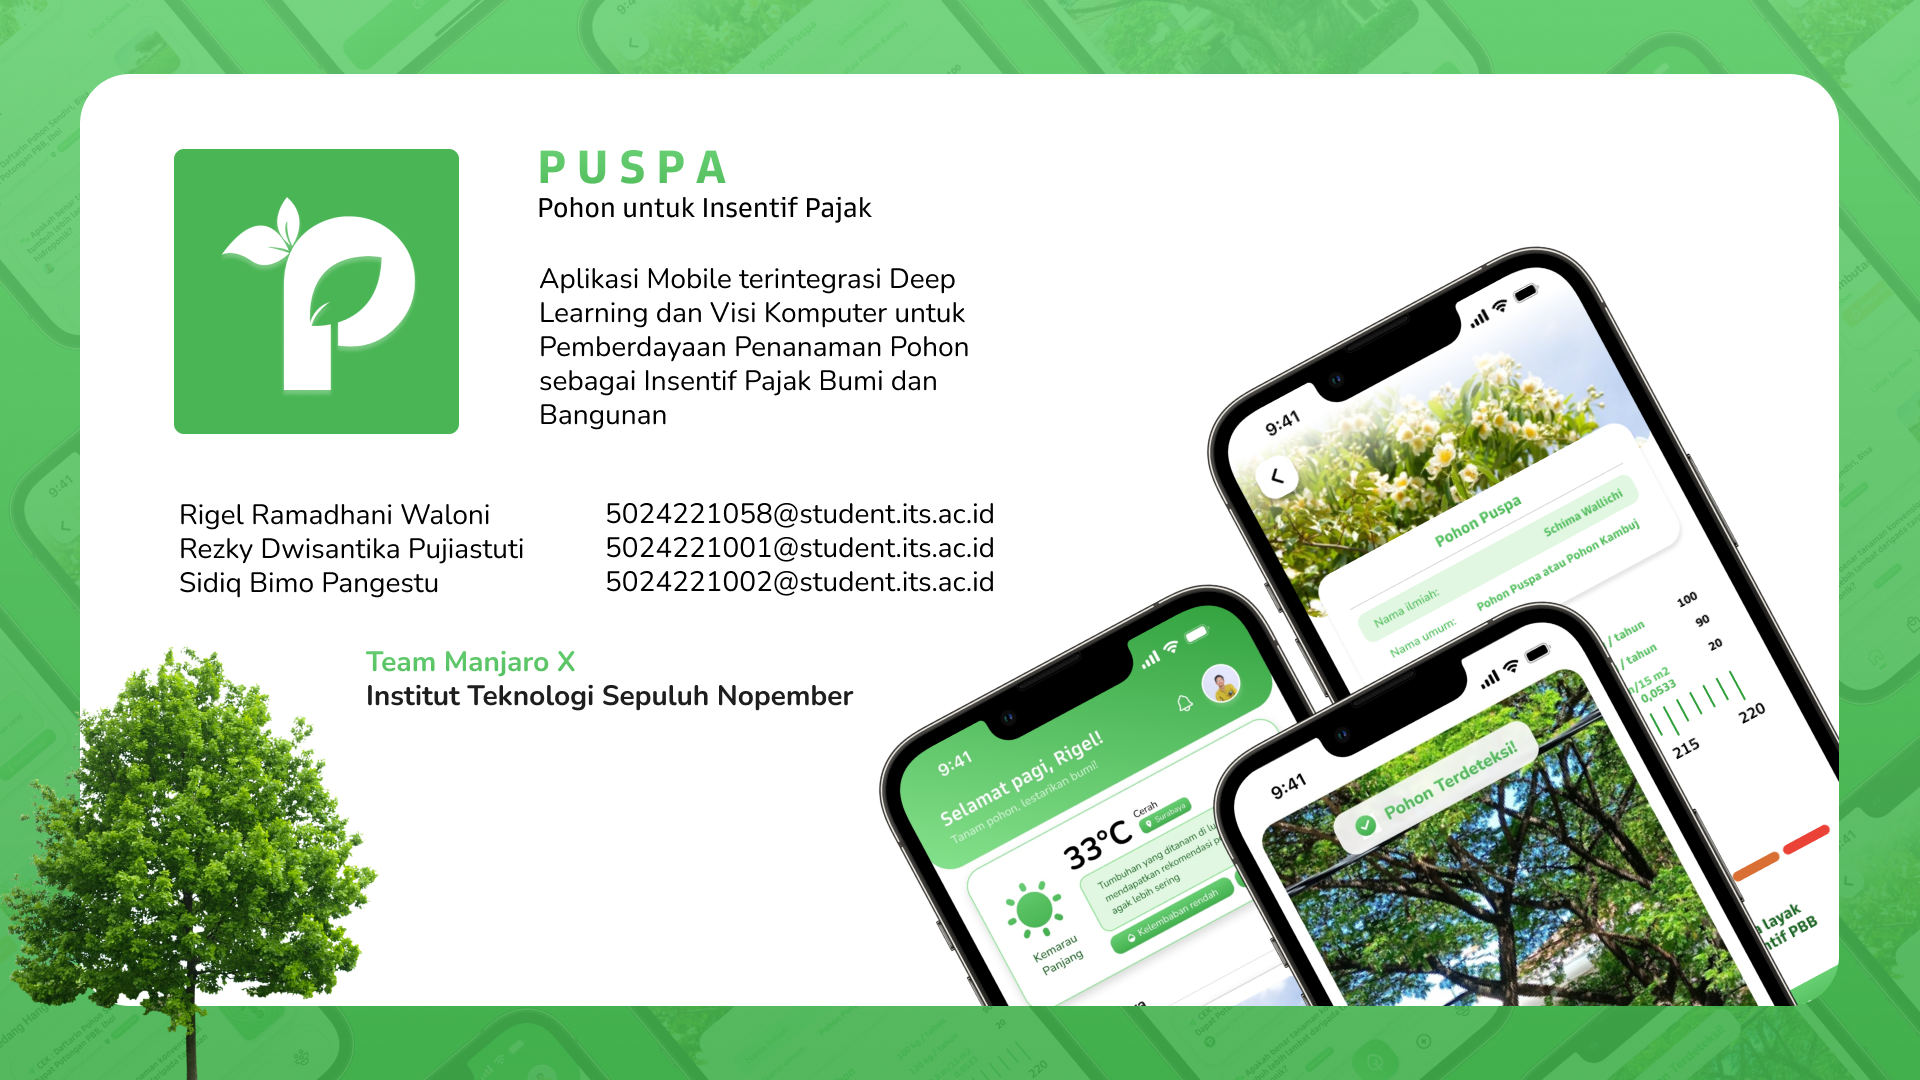 PUSPA
Pohon untuk Insentif Pajak
Aplikasi Mobile terintegrasi Deep
Learning dan Visi Komputer untuk
Pemberdayaan Penanaman Pohon
sebagai Insentif Pajak Bumi dan
Bangunan
Rigel Ramadhani Waloni
5024221058@student.its.ac.id
Rezky Dwisantika Pujiastuti
5024221001@student.its.ac.id
Sidiq Bimo Pangestu
5024221002@student.its.ac.id
Team Manjaro X
Institut Teknologi Sepuluh Nopember
9:41
Pohon Puspa
Nama ilmiah:
Schima Wallichi
Nama umum:
Pohon Puspa atau Pohon Kambuj
/ tahun
100
/ tahun
90
/15 m2
20
0,0533
215
220
layak
ntif PBB
9:41
Selamat pagi, Rigel!
Tanam pohon, lestarikan bumi!
33°C
Cerah
Surabaya
Tumbuhan yang ditanam di lu
mendapatkan rekomendasi p
agak lebih sering
Kelembaban rendah
Kemarau
Panjang
9:41
Pohon Terdeteksi!